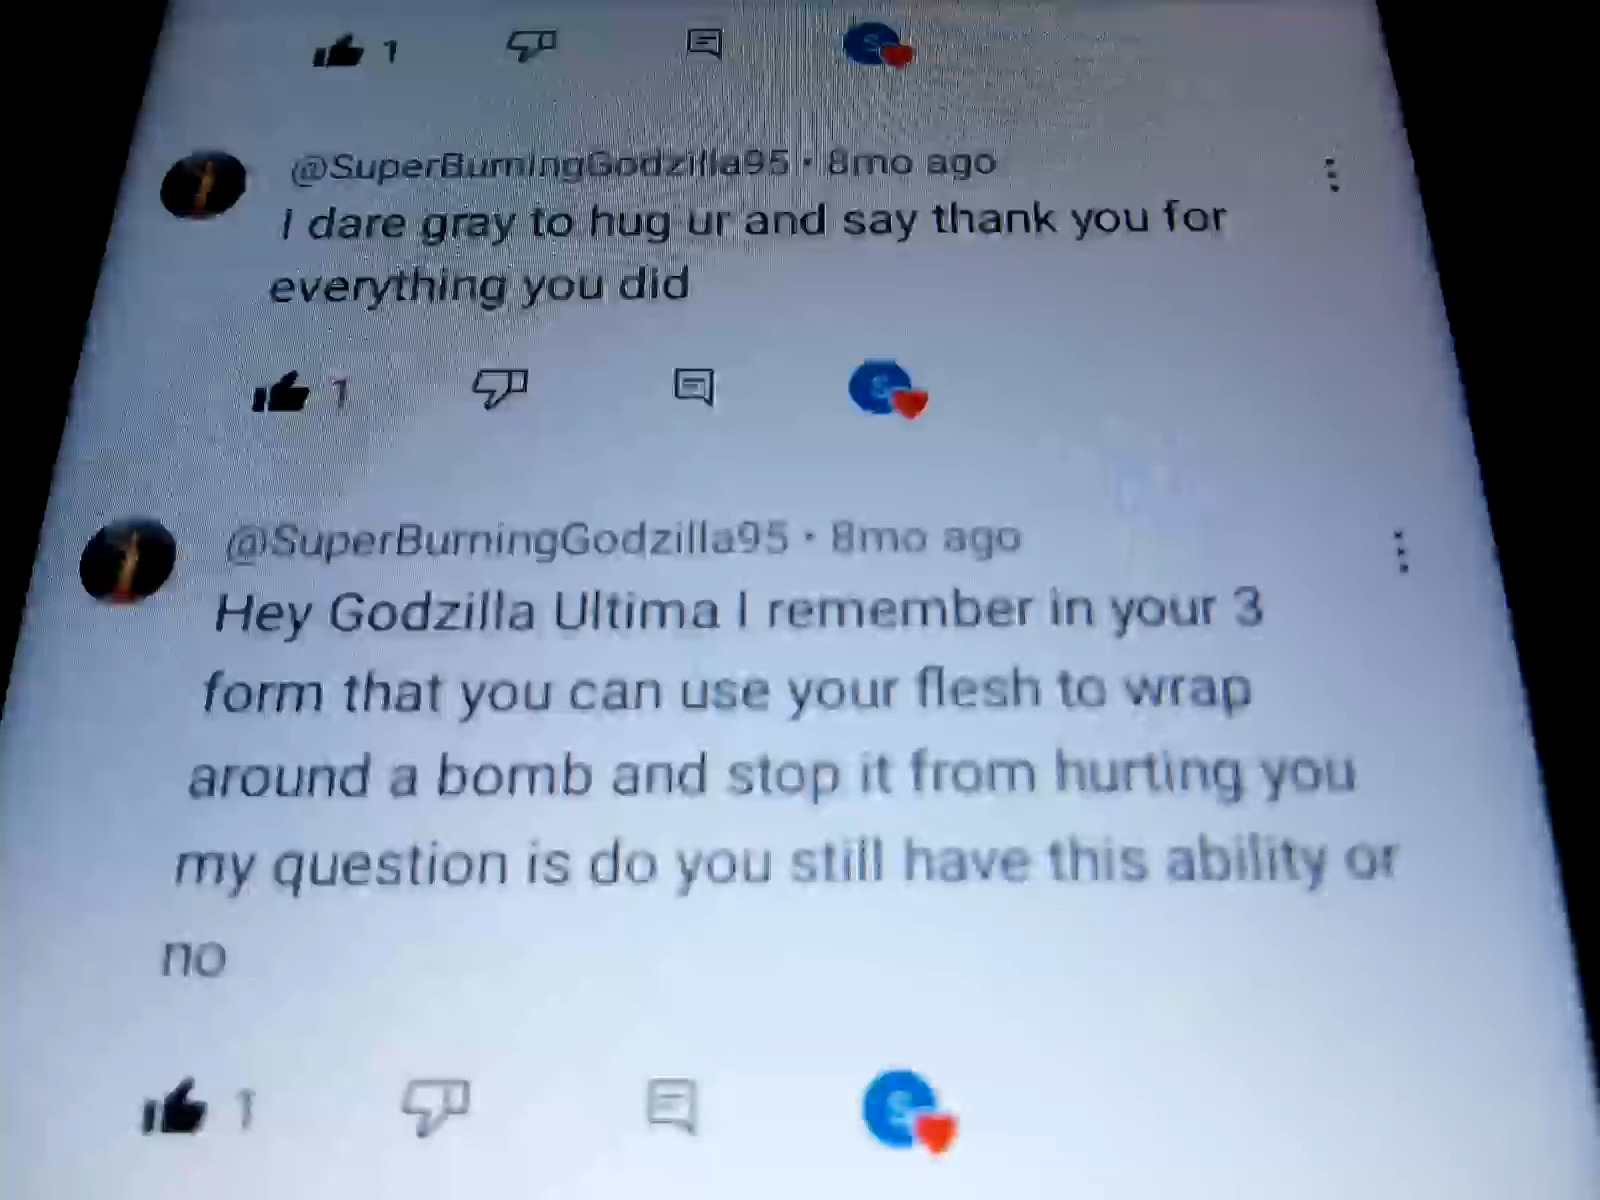 1
@SuperBurningGodzilla95 · 8mo ago
I dare gray to hug ur and say thank you for
everything you did
1
S
@SuperBurningGodzilla95 · 8mo ago
Hey Godzilla Ultima I remember in your 3
form that you can use your flesh to wrap
around a bomb and stop it from hurting you
my question is do you still have this ability or
no
1
S